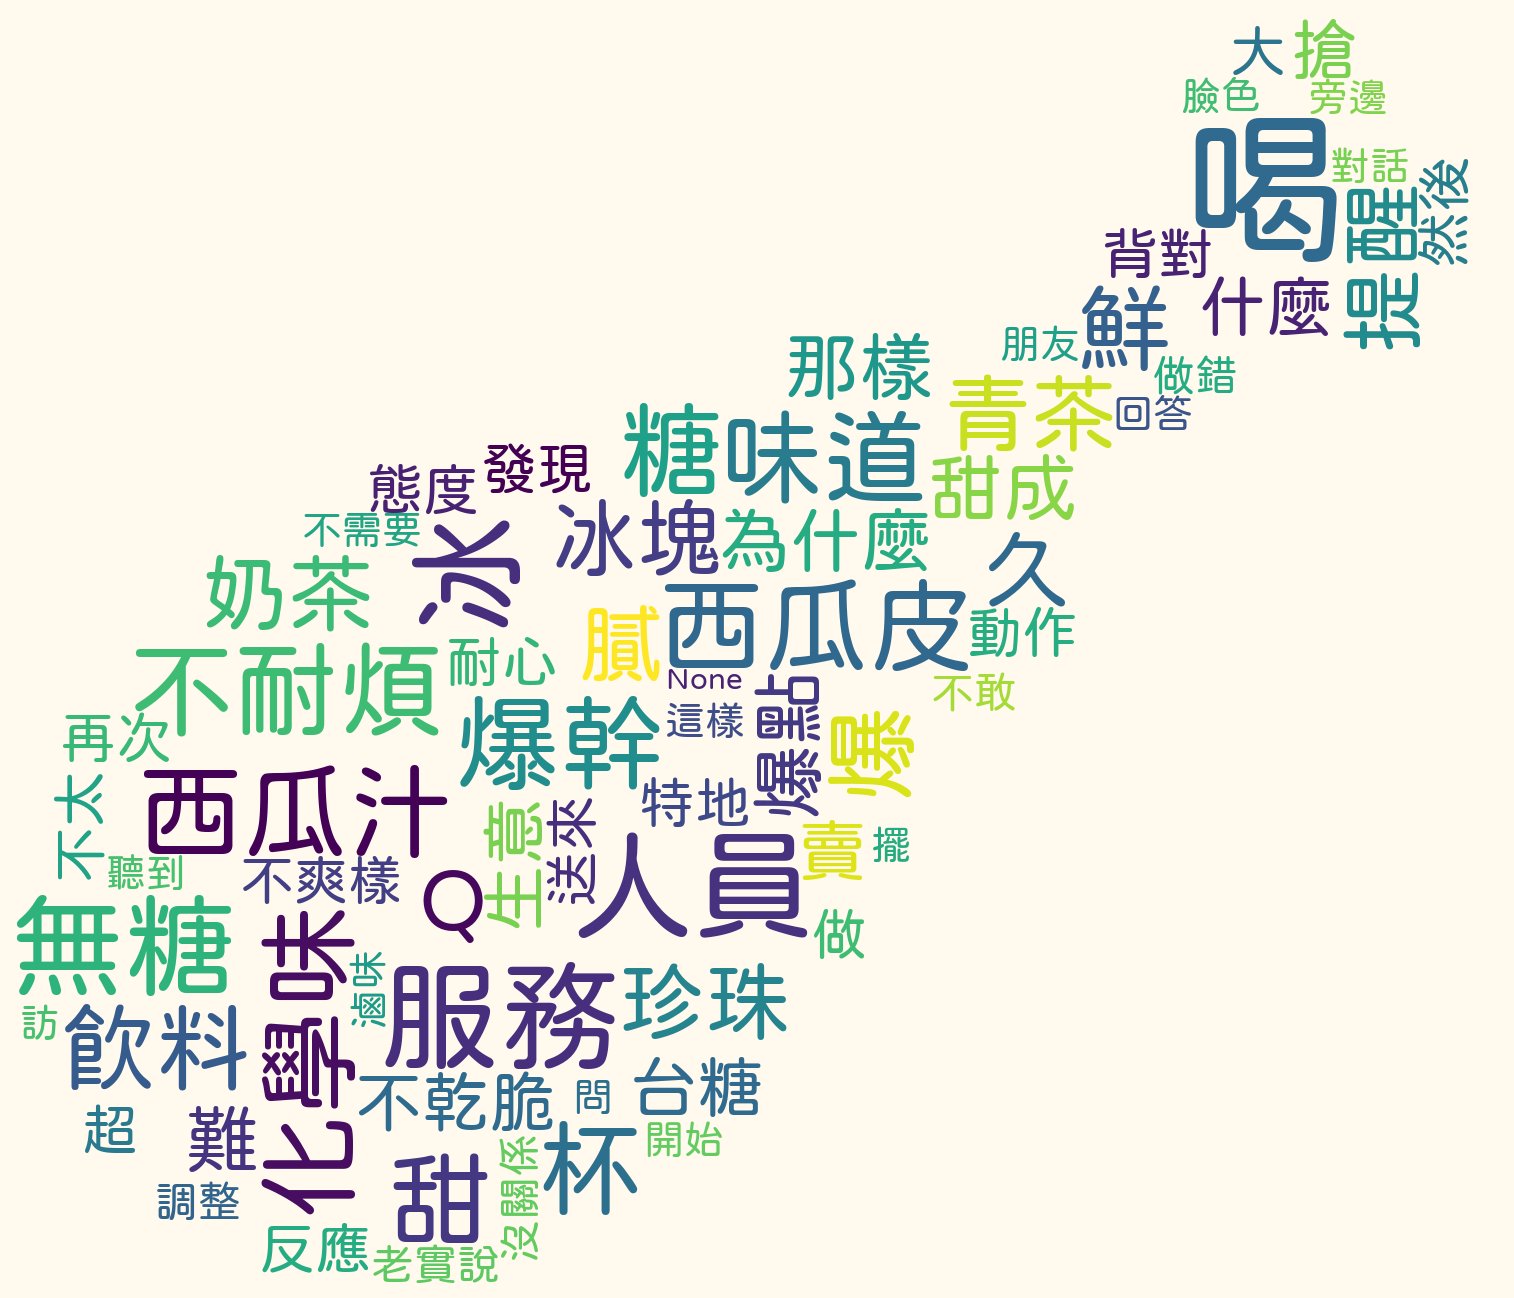 大
搶
臉色
旁邊
喝
對話
提醒
然後
背對
什麼
鮮
朋友
做錯
那樣
青茶
回答
糖
味道
甜成
發現
態度
不需要
冰
冰塊
為什麼
久
奶茶
西瓜皮
動作
膩
不耐煩
耐心
None
不敢
爆幹
這樣
爆點
爆
再次
西瓜汁
特地
不太
生意
送來
賣
擺
聽到
不爽樣
人員
Q
無糖
化學味
做
滷味
服務
珍珠
訪
飲料
不乾脆
問
台糖
超
難
杯
開始
甜
沒關係
調整
反應
老實說